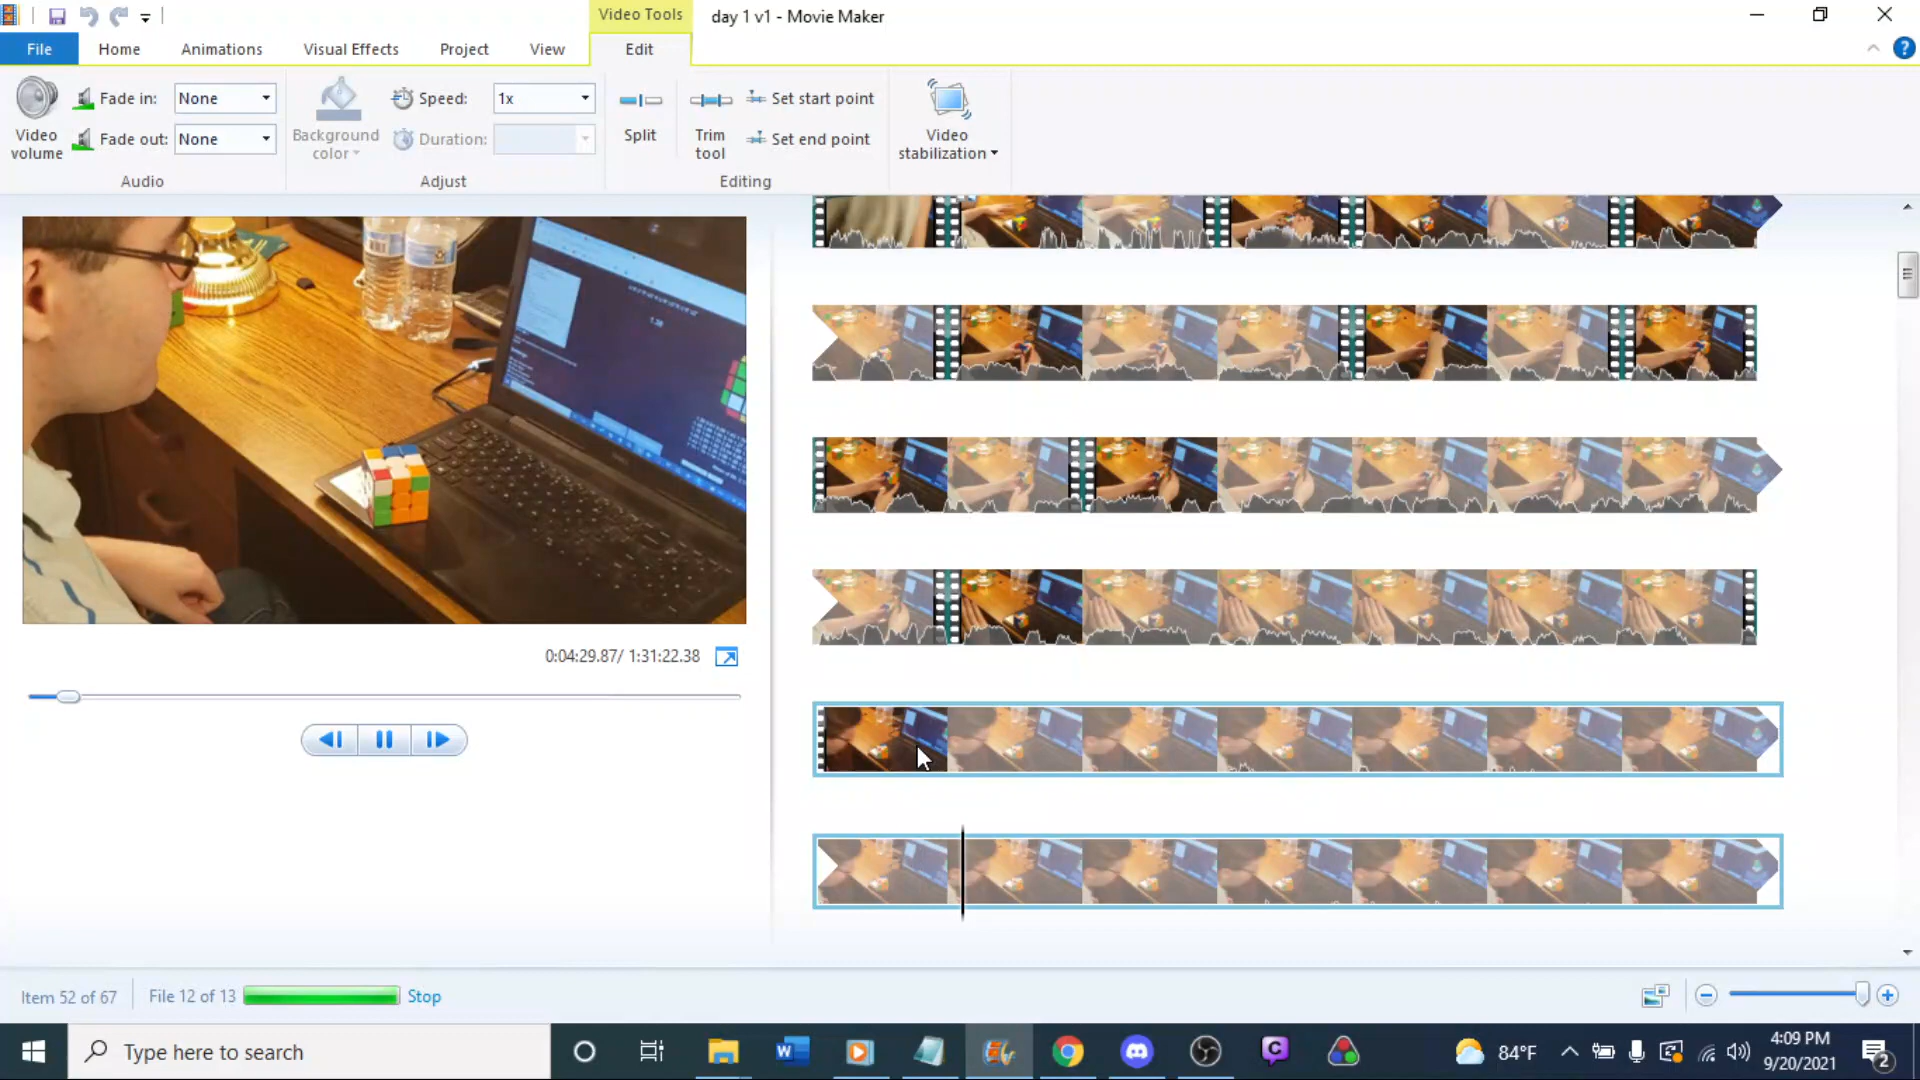 Video Tools
day 1 v1 - Movie Maker
File
Home
Animations
Visual Effects
Project
View
Edit
Video volume
Fade in:
None
Fade out:
None
Audio
Background color
Speed:
1x
Duration:
Adjust
Split
Trim tool
Set start point
Set end point
Editing
Video stabilization
0:04:29.87/ 1:31:22.38
Item 52 of 67
File 12 of 13
Stop
Type here to search
84°F
4:09 PM
9/20/2021
2